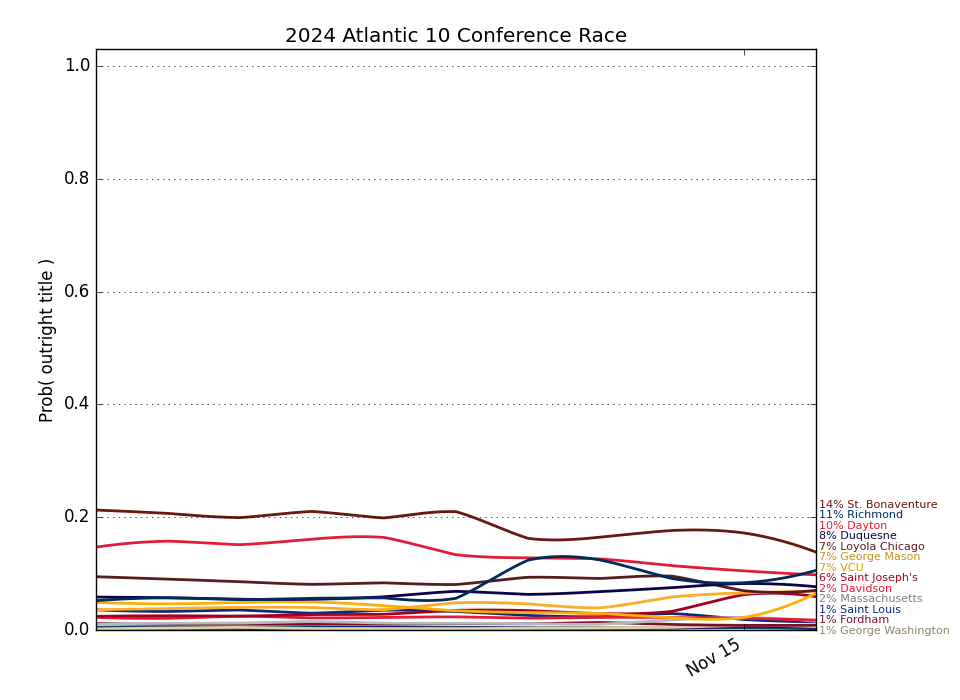 2024 Atlantic 10 Conference Race
Prob( outright title )
1.0
0.8
0.6
0.4
0.2
0.0
Nov 15
14% St. Bonaventure
11% Richmond
10% Dayton
8% Duquesne
7% Loyola Chicago
7% George Mason
7% VCU
6% Saint Joseph's
2% Davidson
2% Massachusetts
1% Saint Louis
1% Fordham
1% George Washington